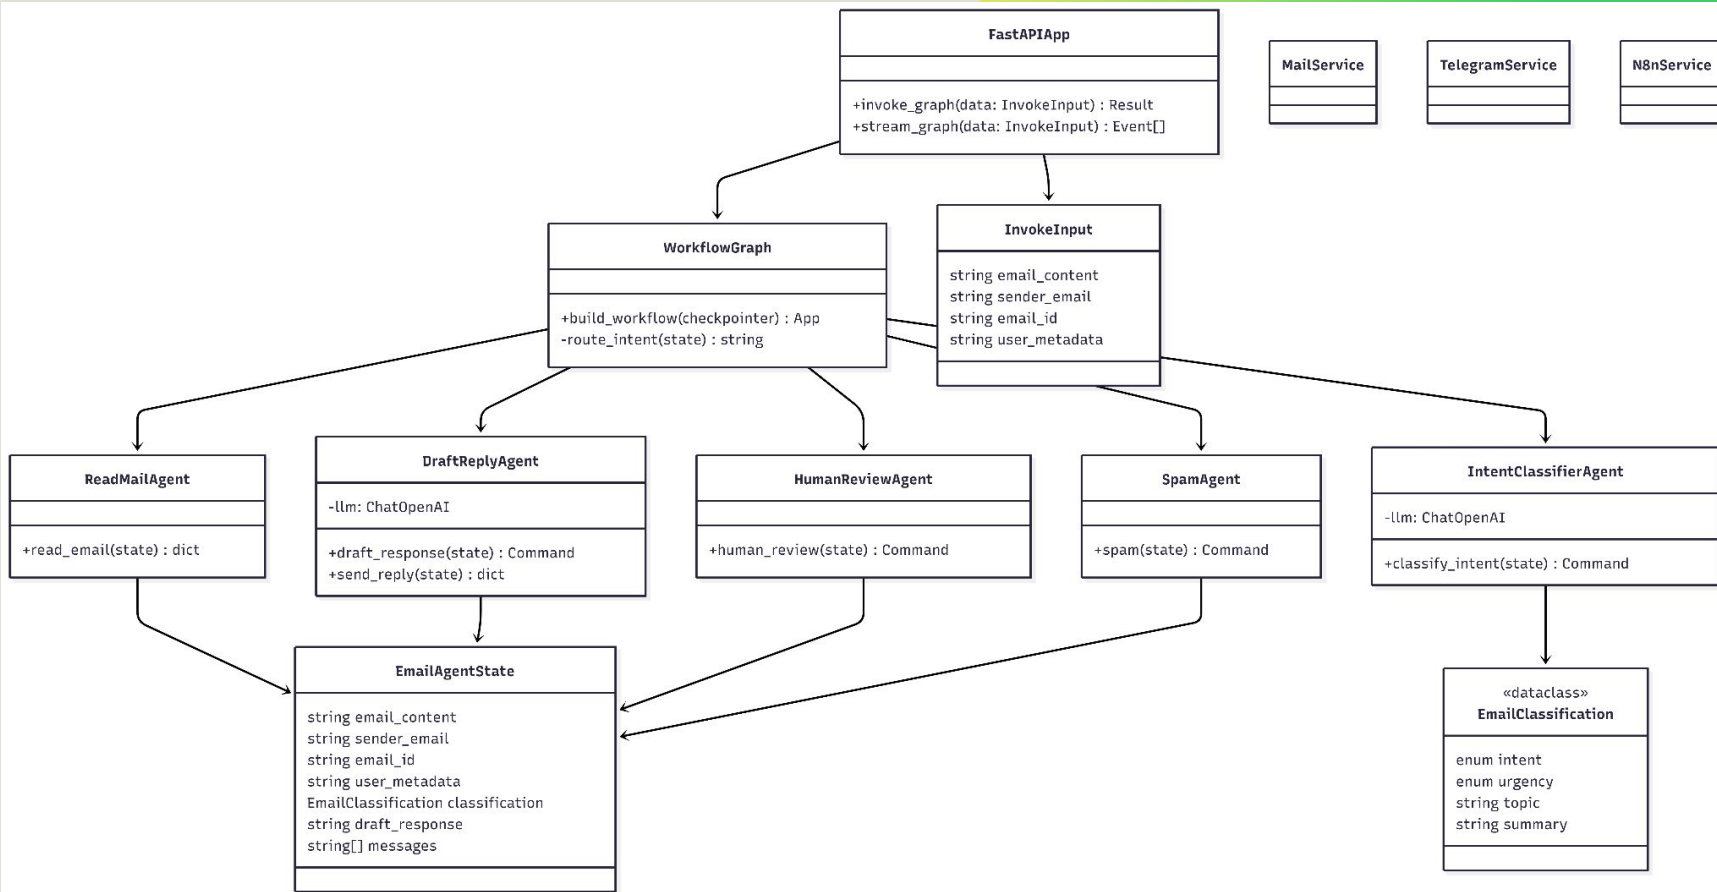 FastAPIApp
+invoke_graph(data: InvokeInput) : Result
+stream_graph(data: InvokeInput) : Event[]
MailService
TelegramService
N8nService
WorkflowGraph
+build_workflow(checkpointer) : App
-route_intent(state) : string
InvokeInput
string email_content
string sender_email
string email_id
string user_metadata
ReadMailAgent
+read_email(state) : dict
DraftReplyAgent
-llm: ChatOpenAI
+draft_response(state) : Command
+send_reply(state) : dict
HumanReviewAgent
+human_review(state) : Command
SpamAgent
+spam(state) : Command
IntentClassifierAgent
-llm: ChatOpenAI
+classify_intent(state) : Command
EmailAgentState
string email_content
string sender_email
string email_id
string user_metadata
EmailClassification classification
string draft_response
string[] messages
«dataclass»
EmailClassification
enum intent
enum urgency
string topic
string summary